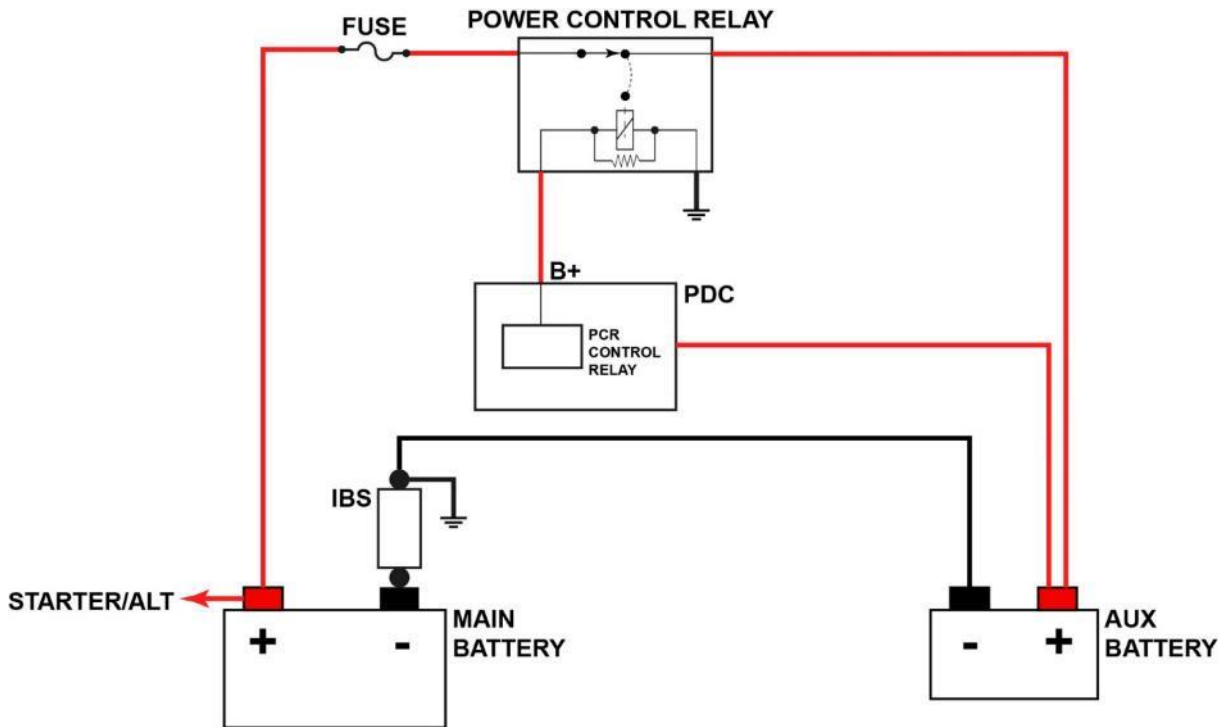 POWER CONTROL RELAY
FUSE
B+
PDC
PCR
CONTROL
RELAY
IBS
STARTER/ALT
+
-
MAIN
BATTERY
-
+
AUX
BATTERY